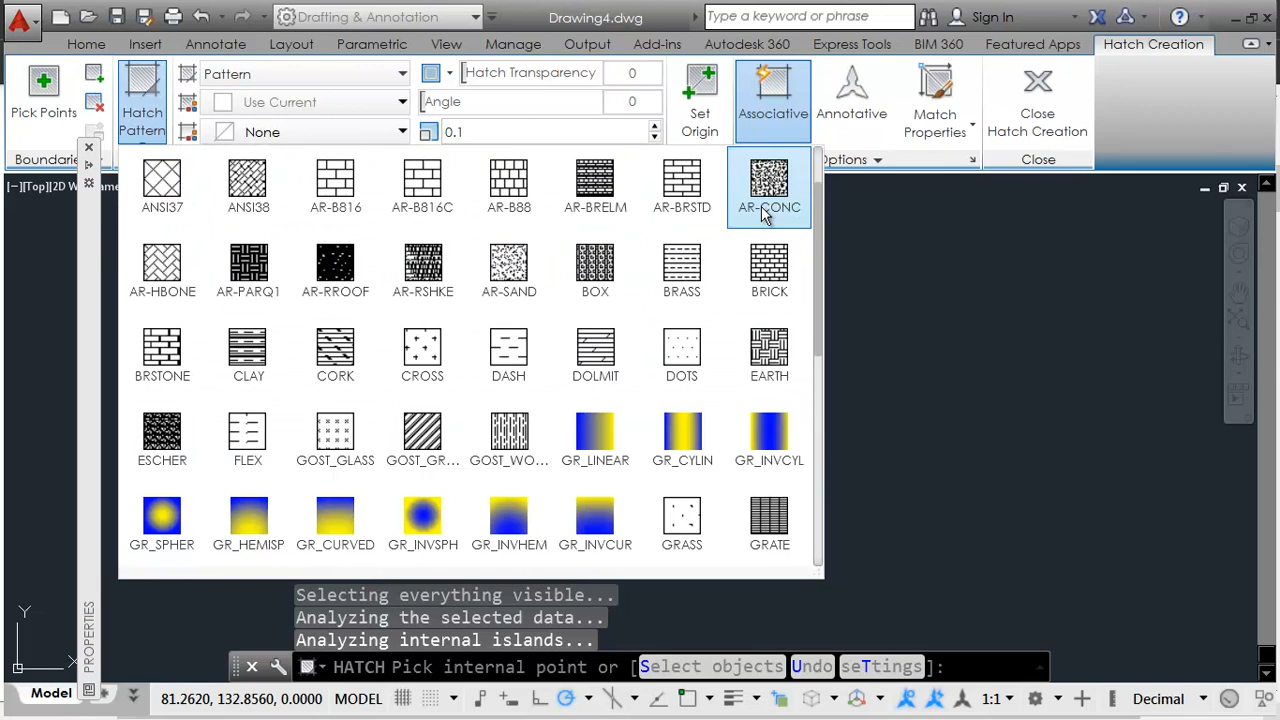 Drafting & Annotation
Drawing4.dwg
Type a keyword or phrase
Sign In
Home Insert Annotate Layout Parametric View Manage Output Add-ins Autodesk 360 Express Tools BIM 360 Featured Apps Hatch Creation
Pick Points
Hatch Pattern
Pattern
Use Current
None
Hatch Transparency 0
Angle 0
0.1
Set Origin
Associative
Annotative
Match Properties
Close Hatch Creation
Options
Close
[−][Top][2D W
ANSI37 ANSI38 AR-B816 AR-B816C AR-B88 AR-BRELM AR-BRSTD AR-CONC
AR-HBONE AR-PARQ1 AR-RROOF AR-RSHKE AR-SAND BOX BRASS BRICK
BRSTONE CLAY CORK CROSS DASH DOLMIT DOTS EARTH
ESCHER FLEX GOST_GLASS GOST_GR... GOST_WO... GR_LINEAR GR_CYLIN GR_INVCYL
GR_SPHER GR_HEMISP GR_CURVED GR_INVSPH GR_INVHEM GR_INVCUR GRASS GRATE
Selecting everything visible...
Analyzing the selected data...
Analyzing internal islands...
HATCH Pick internal point or [Select objects Undo seTtings]:
Y
X
PROPERTIES
Model
81.2620, 132.8560, 0.0000 MODEL
1:1
Decimal